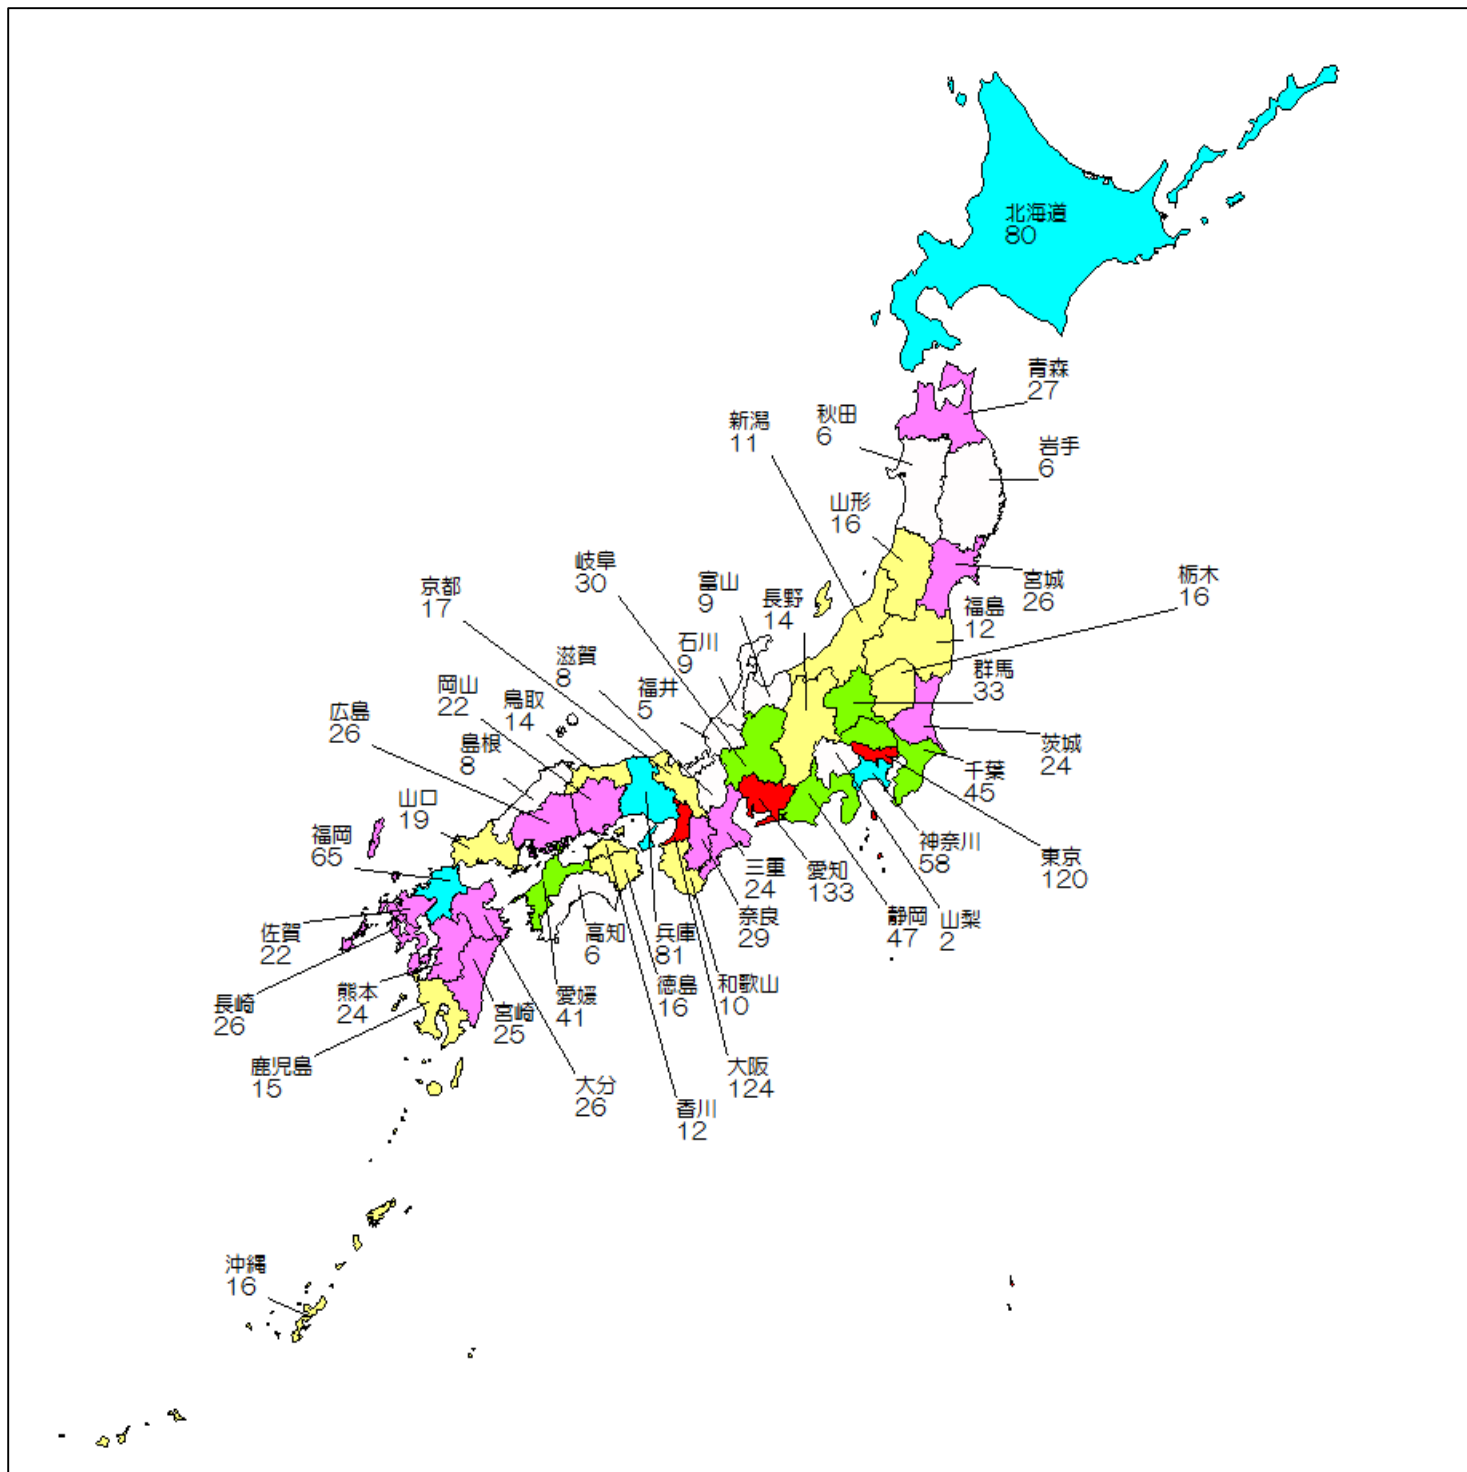 北海道
80
青森
27
秋田
6
新潟
11
岩手
6
山形
16
岐阜
30
富山
9
京都
17
長野
14
宮城
26
栃木
16
福島
12
石川
9
滋賀
8
福井
5
群馬
33
岡山
22
鳥取
14
広島
26
島根
8
茨城
24
千葉
45
山口
19
福岡
65
神奈川
58
東京
120
三重
24
愛知
133
奈良
29
静岡
47
山梨
2
佐賀
22
高知
6
兵庫
81
長崎
26
熊本
24
宮崎
25
愛媛
41
徳島
16
和歌山
10
鹿児島
15
大分
26
大阪
124
香川
12
沖縄
16